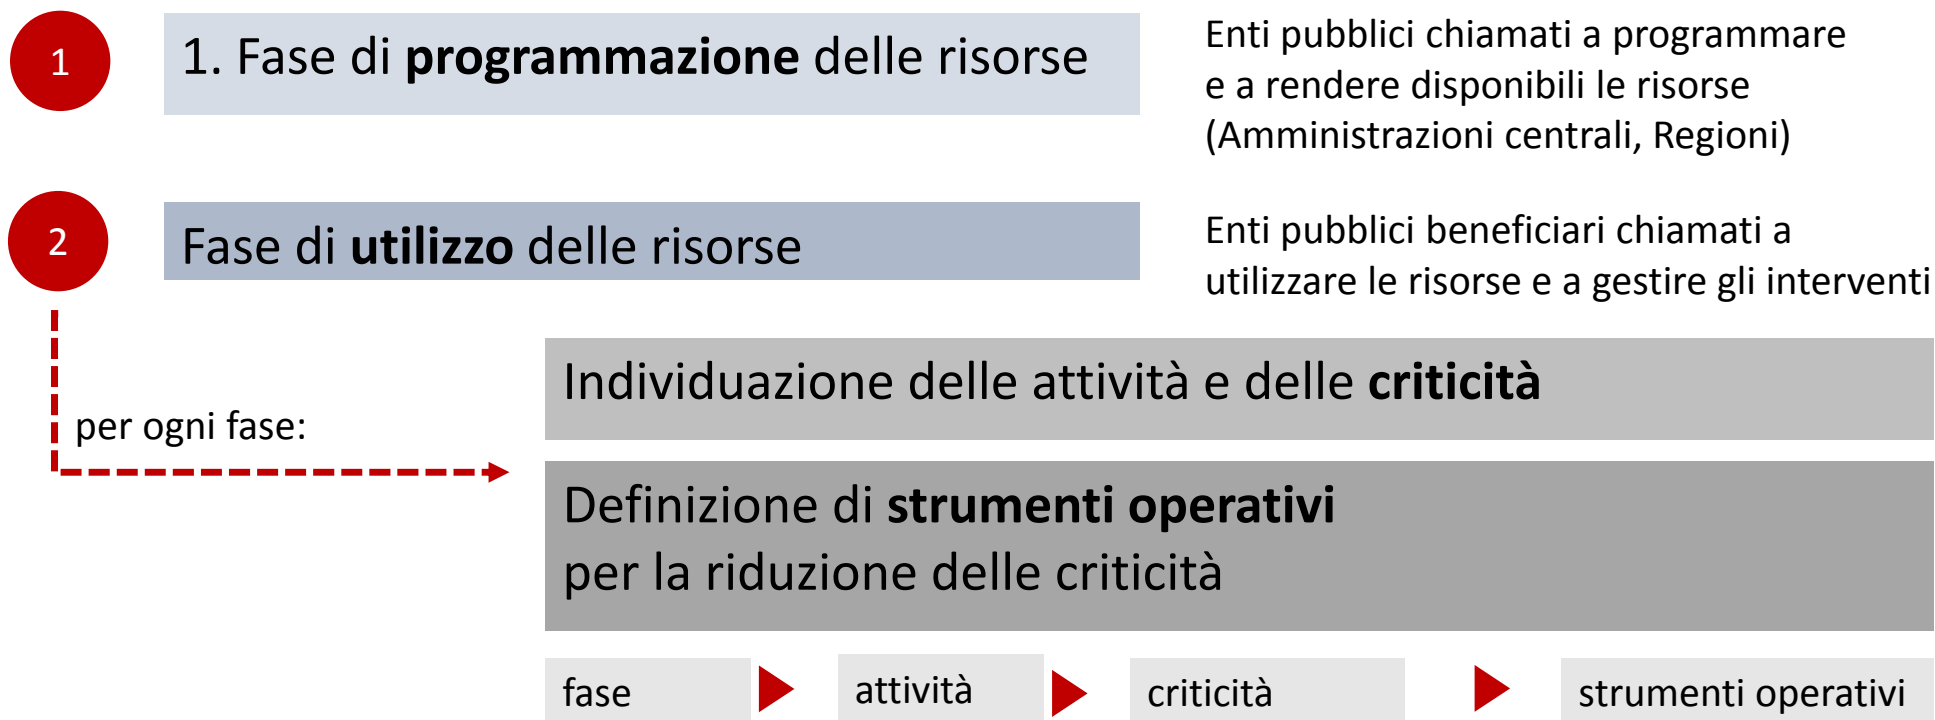 1
1. Fase di programmazione delle risorse
Enti pubblici chiamati a programmare
e a rendere disponibili le risorse
(Amministrazioni centrali, Regioni)
2
Fase di utilizzo delle risorse
Enti pubblici beneficiari chiamati a
utilizzare le risorse e a gestire gli interventi
per ogni fase:
Individuazione delle attività e delle criticità
Definizione di strumenti operativi
per la riduzione delle criticità
fase
attività
criticità
strumenti operativi